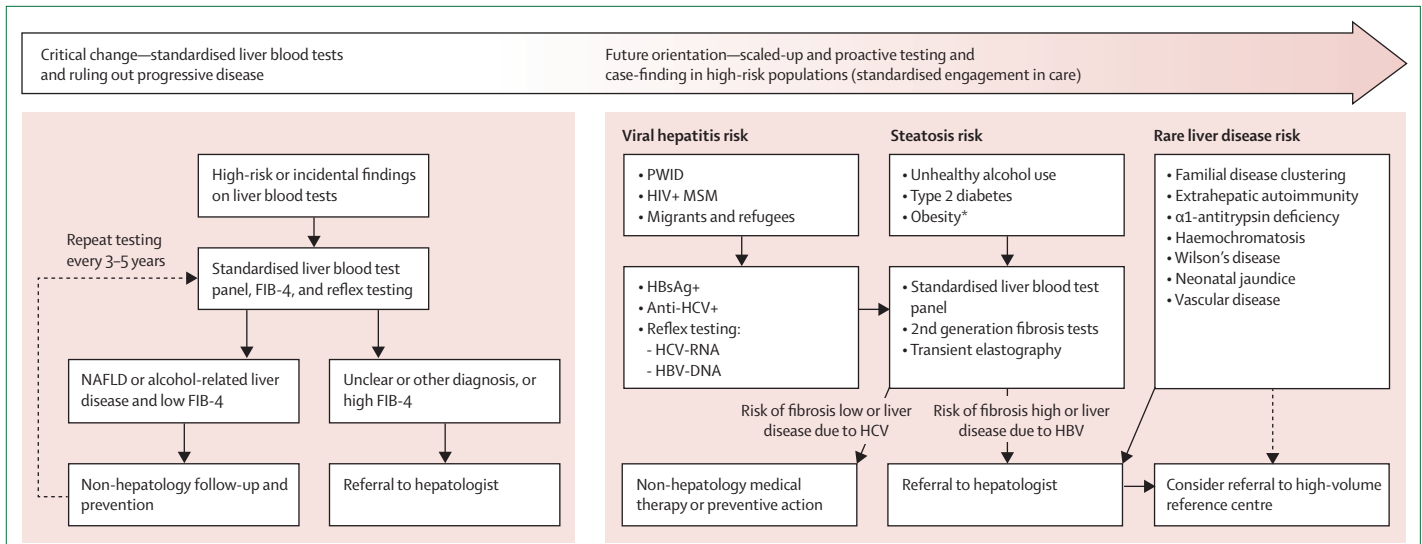 Critical change—standardised liver blood tests
and ruling out progressive disease
Future orientation—scaled-up and proactive testing and
case-finding in high-risk populations (standardised engagement in care)
High-risk or incidental findings
on liver blood tests
Repeat testing
every 3–5 years
Standardised liver blood test
panel, FIB-4, and reflex testing
NAFLD or alcohol-related liver
disease and low FIB-4
Unclear or other diagnosis, or
high FIB-4
Non-hepatology follow-up and
prevention
Referral to hepatologist
Viral hepatitis risk
• PWID
• HIV+ MSM
• Migrants and refugees
• HBsAg+
• Anti-HCV+
• Reflex testing:
- HCV-RNA
- HBV-DNA
Steatosis risk
• Unhealthy alcohol use
• Type 2 diabetes
• Obesity*
• Standardised liver blood test
panel
• 2nd generation fibrosis tests
• Transient elastography
Rare liver disease risk
• Familial disease clustering
• Extrahepatic autoimmunity
• α1-antitrypsin deficiency
• Haemochromatosis
• Wilson's disease
• Neonatal jaundice
• Vascular disease
Risk of fibrosis low or liver
disease due to HCV
Risk of fibrosis high or liver
disease due to HBV
Non-hepatology medical
therapy or preventive action
Referral to hepatologist
Consider referral to high-volume
reference centre